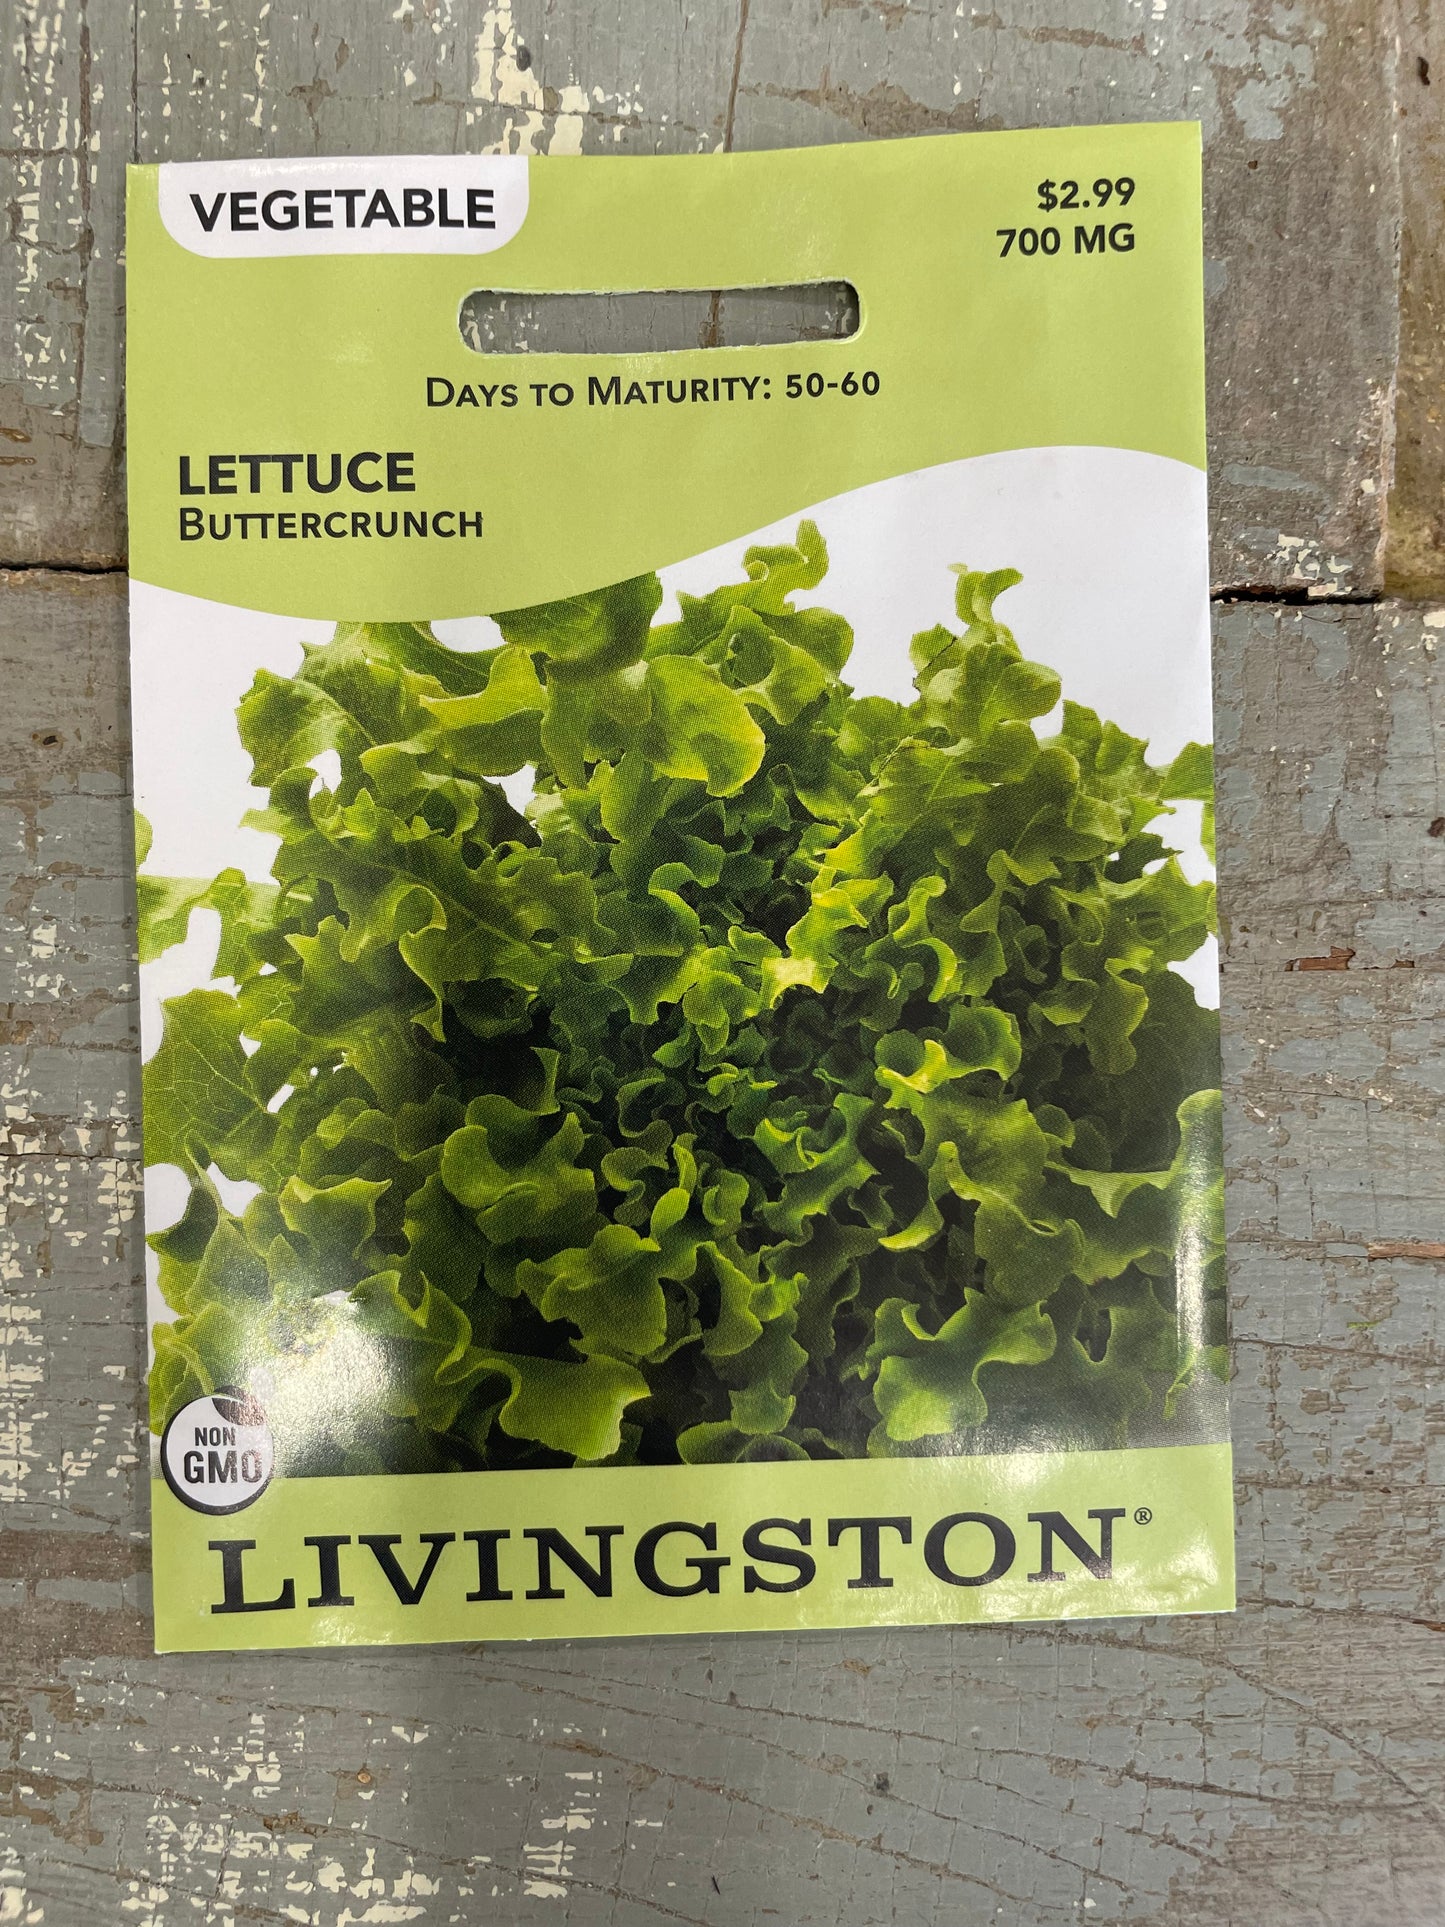 VEGETABLE
$2.99
700 MG
DAYS TO MATURITY: 50-60
LETTUCE
BUTTERCRUNCH
NON
GMO
LIVINGSTON®